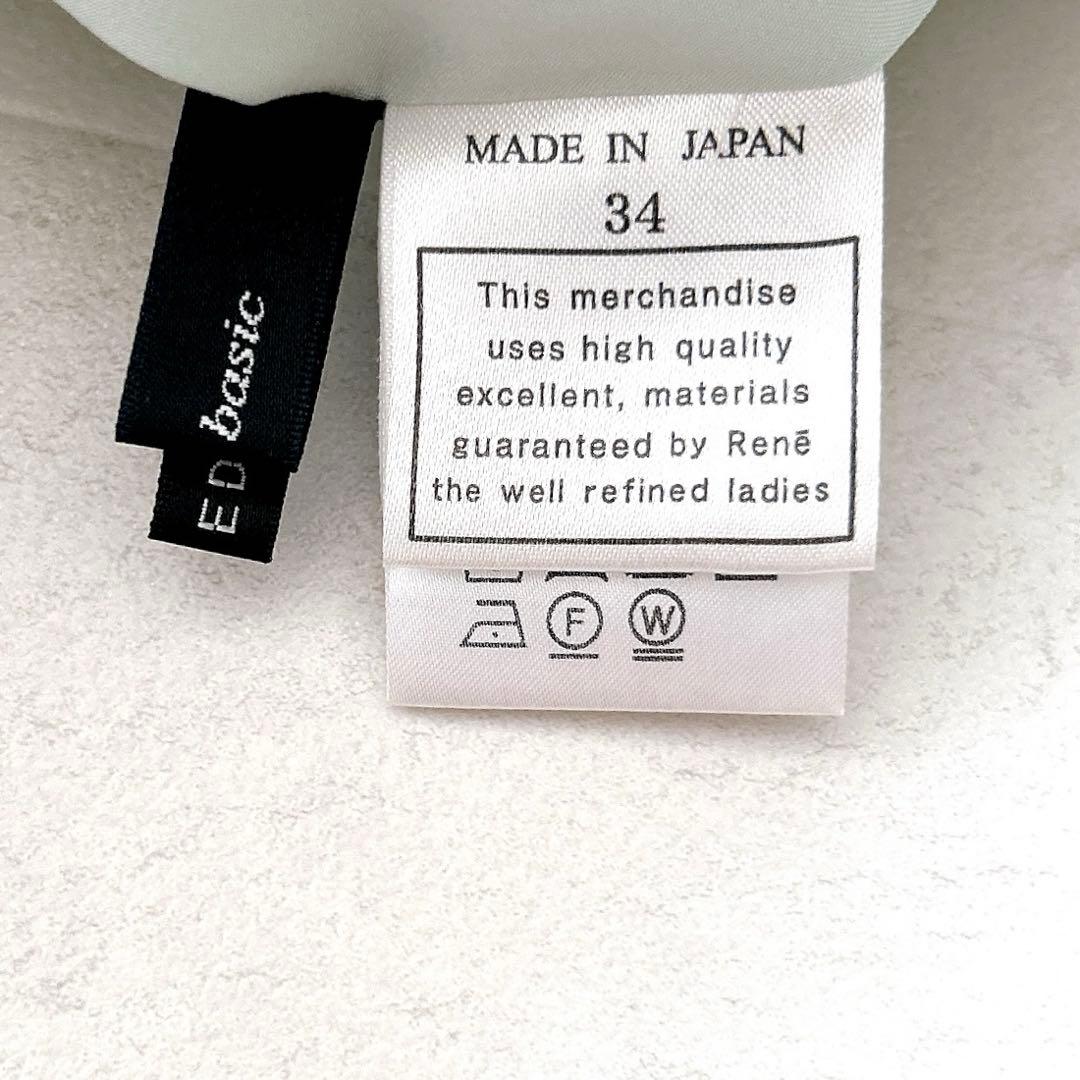 MADE IN JAPAN
34
This merchandise
uses high quality
excellent, materials
guaranteed by Renē
the well refined ladies
basic
ED
F
W